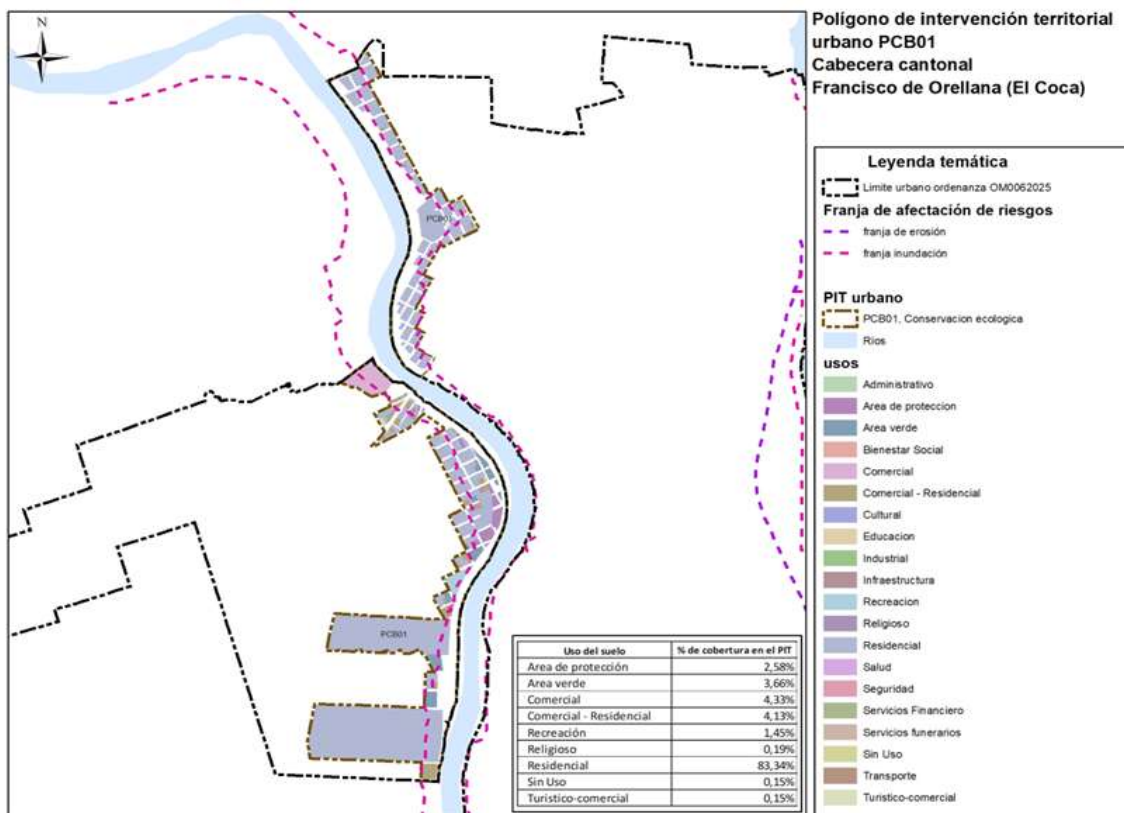 Polígono de intervención territorial
urbano PCB01
Cabecera cantonal
Francisco de Orellana (El Coca)
N
PCB01
PCB01
Leyenda temática
Limite urbano ordenanza OM0062025
Franja de afectación de riesgos
franja de erosión
franja inundación
PIT urbano
PCB01, Conservacion ecologica
Rios
usos
Administrativo
Area de proteccion
Area verde
Bienestar Social
Comercial
Comercial - Residencial
Cultural
Educacion
Industrial
Infraestructura
Recreacion
Religioso
Residencial
Salud
Seguridad
Servicios Financiero
Servicios funerarios
Sin Uso
Transporte
Turistico-comercial
Uso del suelo % de cobertura en el PIT
Area de protección 2,58%
Area verde 3,66%
Comercial 4,33%
Comercial - Residencial 4,13%
Recreación 1,45%
Religioso 0,19%
Residencial 83,34%
Sin Uso 0,15%
Turistico-comercial 0,15%